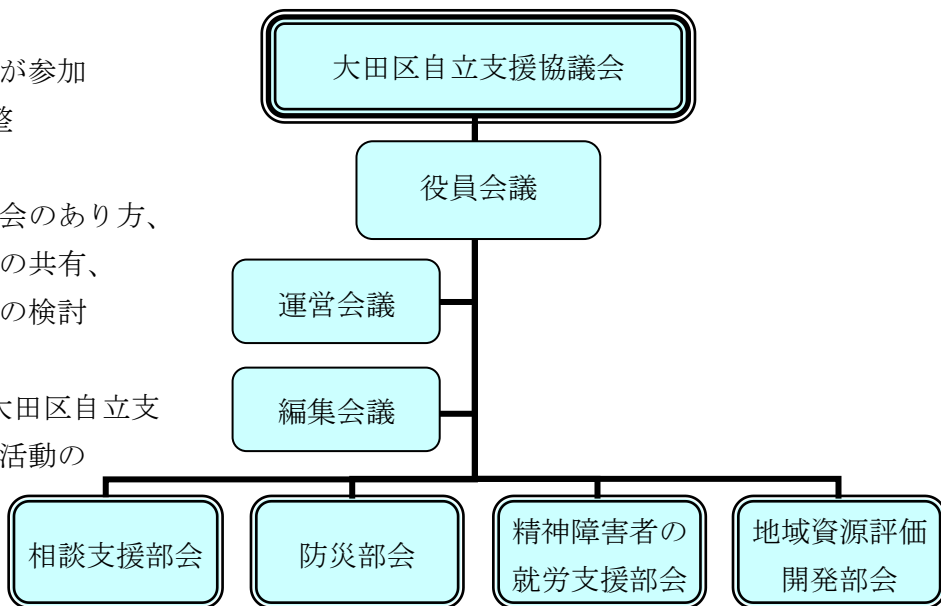 が参加
整
会のあり方、
の共有、
の検討
大田区自立支
活動の
大田区自立支援協議会
役員会議
運営会議
編集会議
相談支援部会
防災部会
精神障害者の
就労支援部会
地域資源評価
開発部会